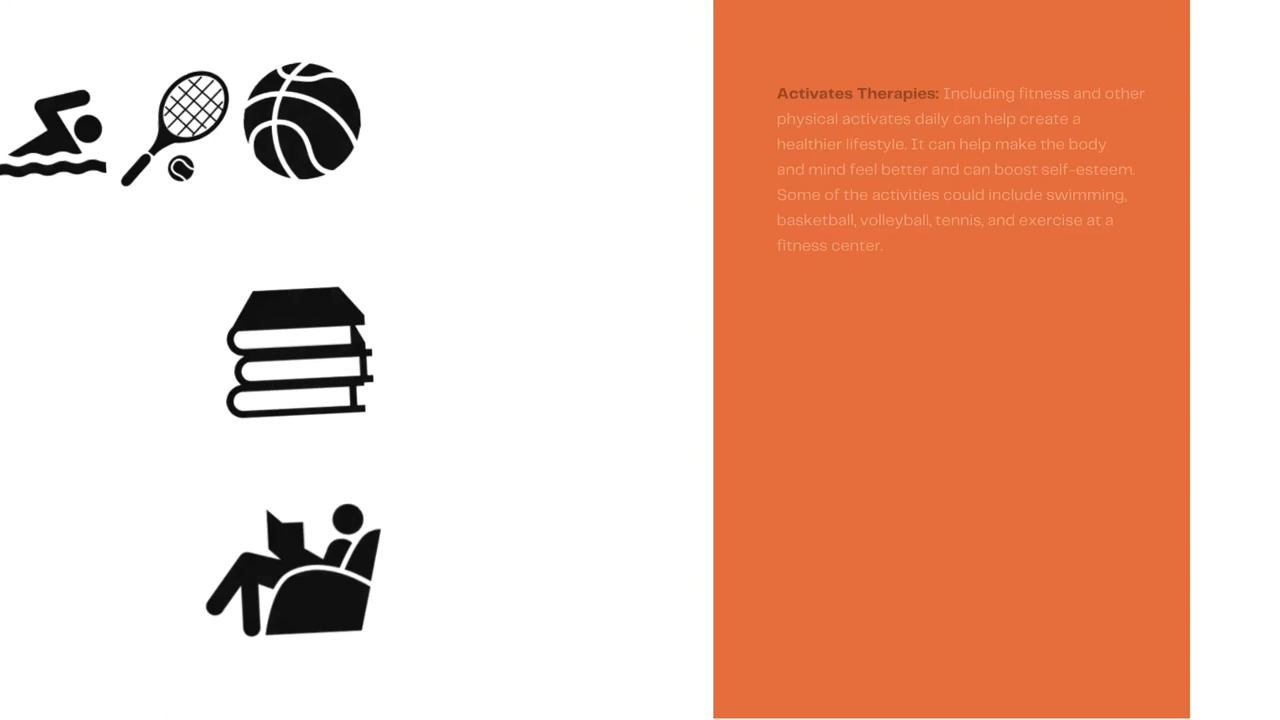 Activates Therapies: Including fitness and other
physical activates daily can help create a
healthier lifestyle. It can help make the body
and mind feel better and can boost self-esteem.
Some of the activities could include swimming,
basketball, volleyball, tennis, and exercise at a
fitness center.